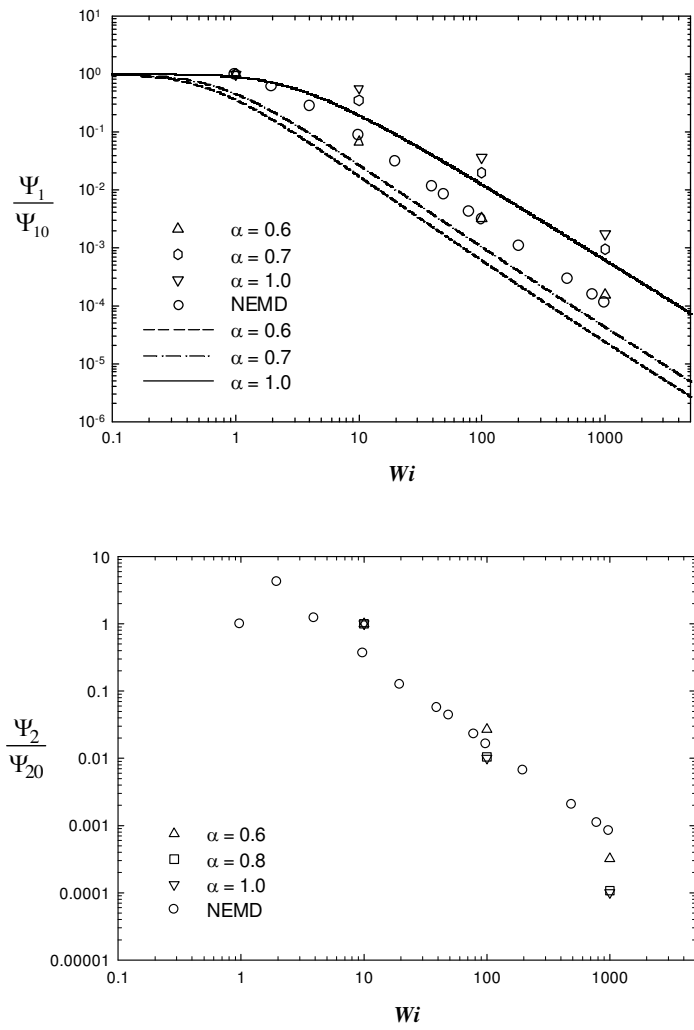 10¹
10⁰
10⁻¹
10⁻²
10⁻³
10⁻⁴
10⁻⁵
10⁻⁶
Ψ₁
Ψ₁₀
α = 0.6
α = 0.7
α = 1.0
NEMD
α = 0.6
α = 0.7
α = 1.0
0.1 1 10 100 1000
Wi
10
1
0.1
0.01
0.001
0.0001
0.00001
Ψ₂
Ψ₂₀
α = 0.6
α = 0.8
α = 1.0
NEMD
0.1 1 10 100 1000
Wi